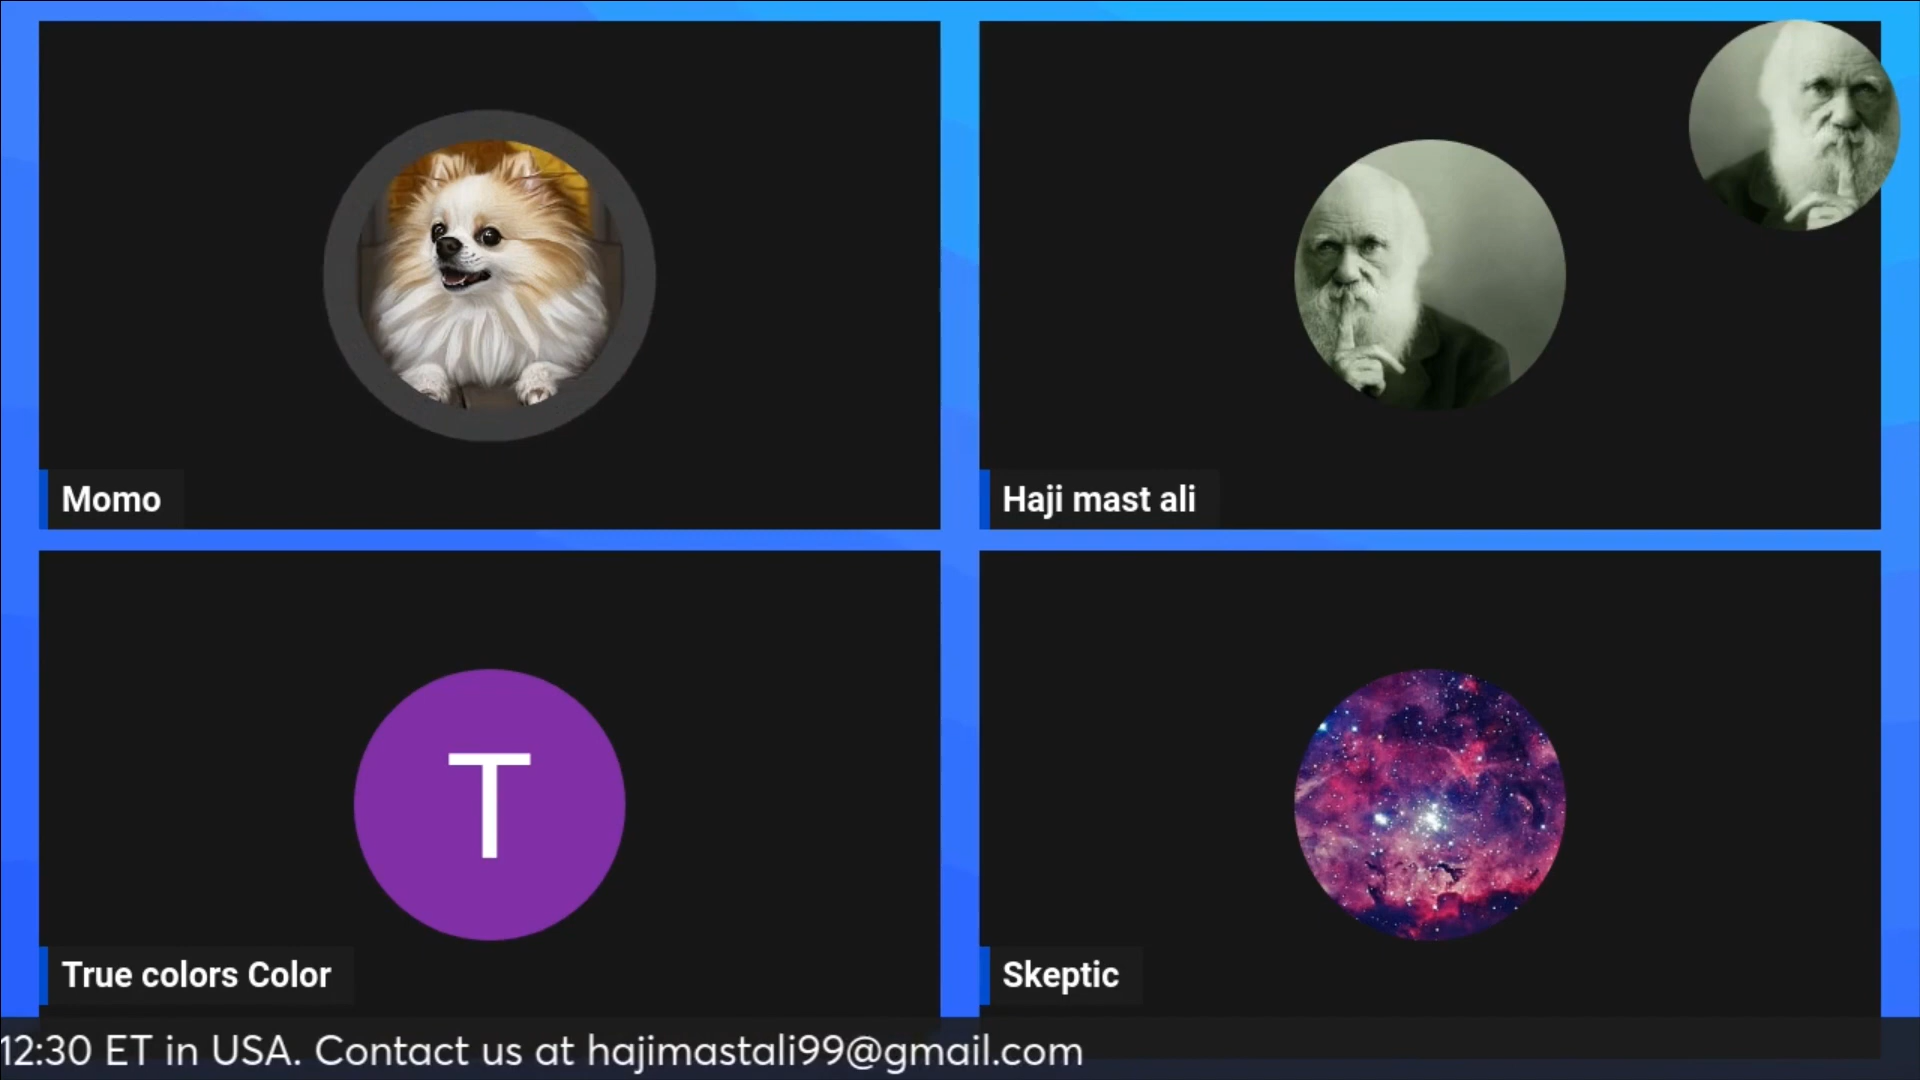 Momo
Haji mast ali
T
True colors Color
Skeptic
12:30 ET in USA. Contact us at hajimastali99@gmail.com